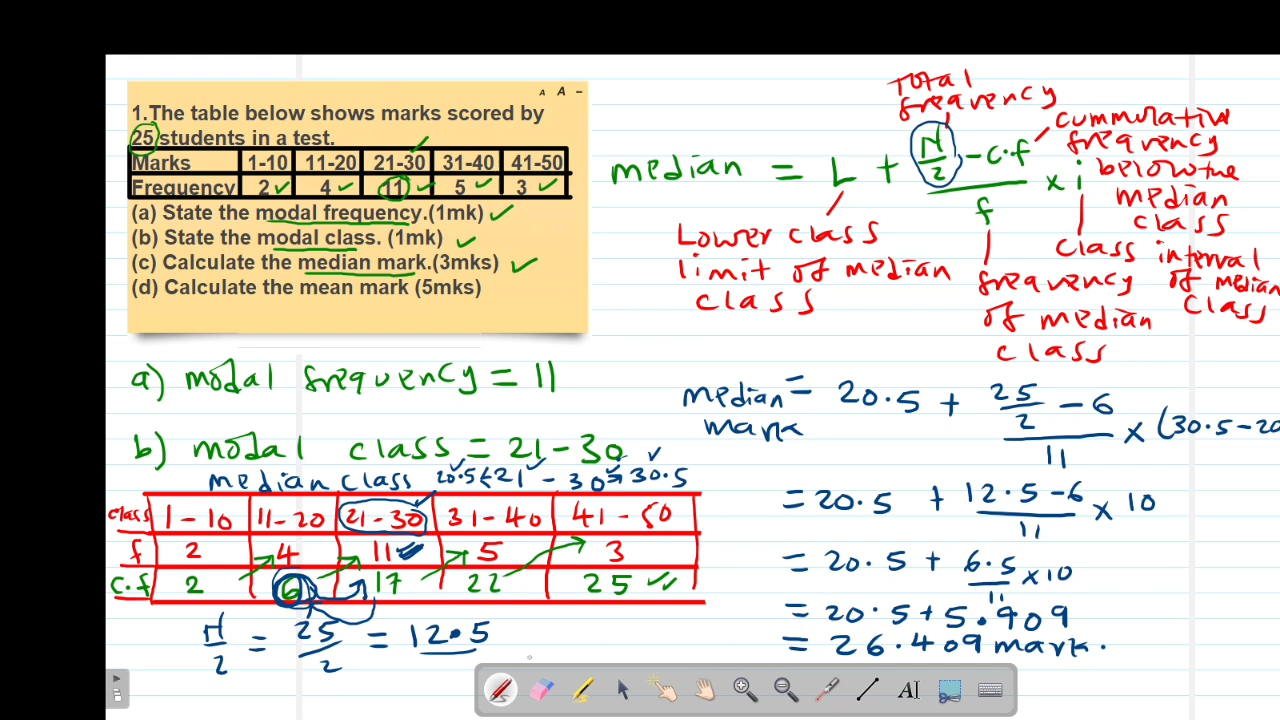 A A –
1.The table below shows marks scored by
25 students in a test.
Marks 1-10 11-20 21-30 31-40 41-50
Frequency 2 4 11 5 3
(a) State the modal frequency.(1mk)
(b) State the modal class. (1mk)
(c) Calculate the median mark.(3mks)
(d) Calculate the mean mark (5mks)
Total
frequency
cummulative
frequency
below the
median
class
median = L + N/2 - c.f / f × i
Lower class
limit of median
class
frequency
of median
class
class interval
of median
class
a) modal frequency = 11
b) modal class = 21-30
median class 20.5 ← 21 - 30 → 30.5
class 1-10 11-20 21-30 31-40 41-50
f 2 4 11 5 3
c.f 2 6 17 22 25
N/2 = 25/2 = 12.5
median mark = 20.5 + 25/2 - 6 / 11 × (30.5-20
= 20.5 + 12.5-6 / 11 × 10
= 20.5 + 6.5 / 11 × 10
= 20.5 + 5.909
= 26.409 mark.
AI